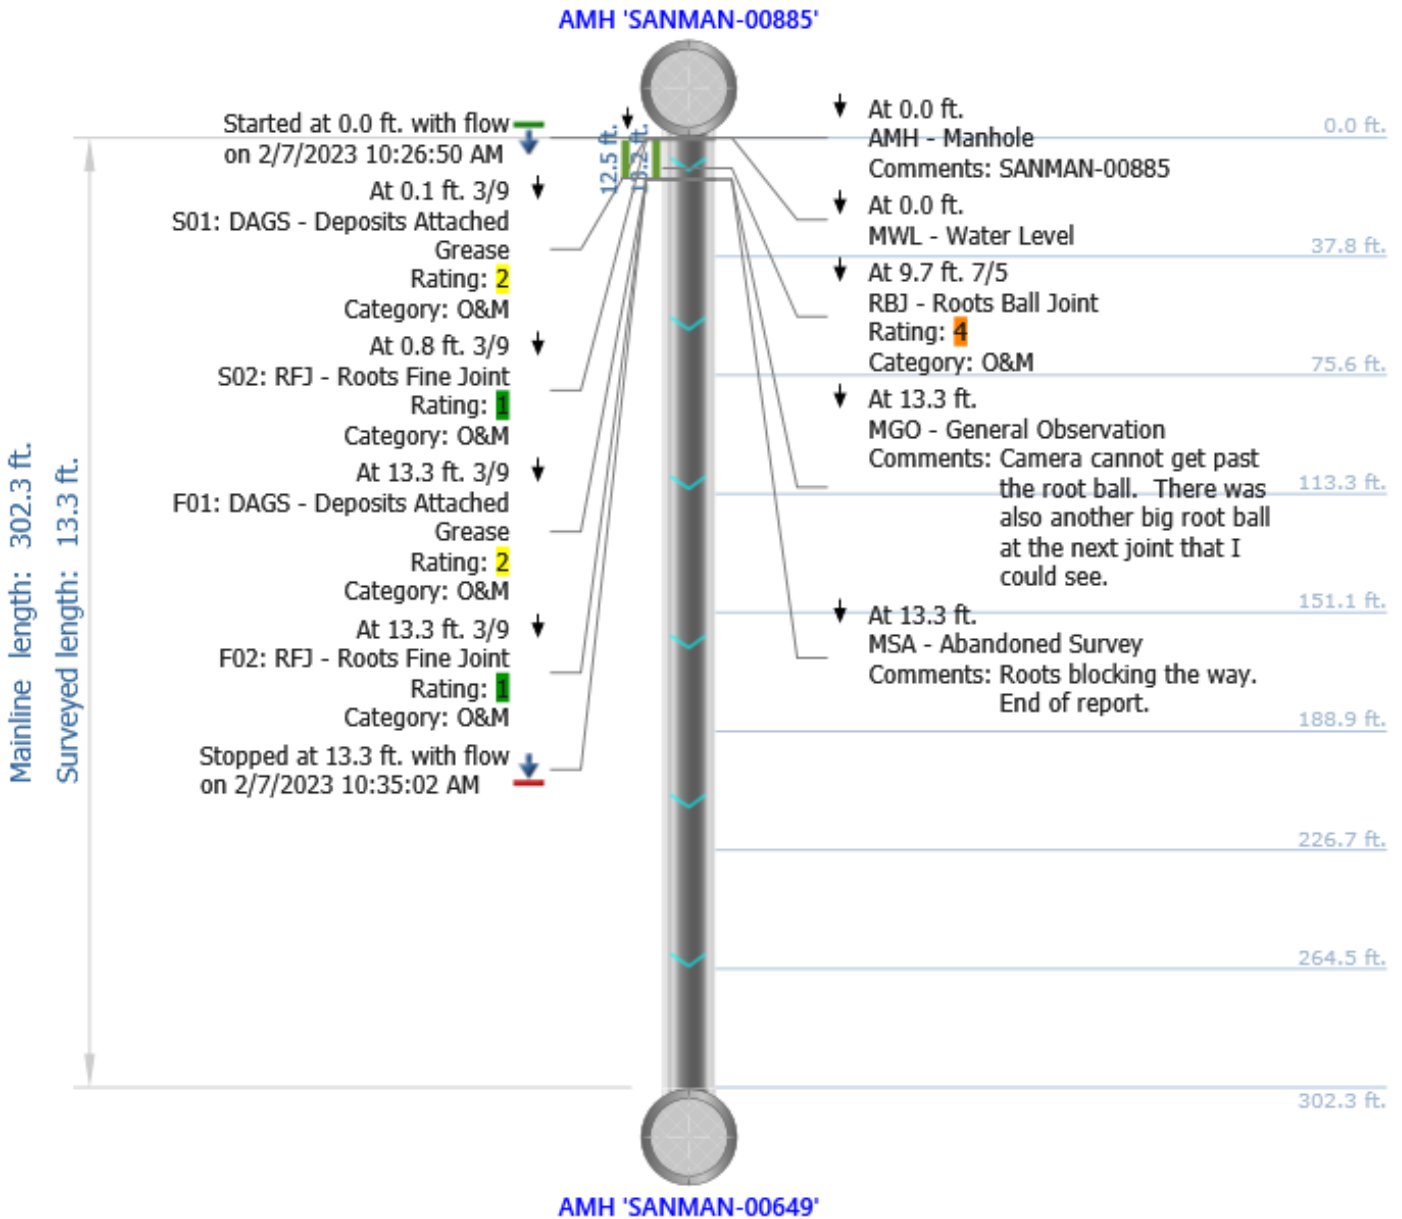 AMH 'SANMAN-00885'
Started at 0.0 ft. with flow
on 2/7/2023 10:26:50 AM
At 0.1 ft. 3/9
S01: DAGS - Deposits Attached
Grease
Rating: 2
Category: O&M
At 0.8 ft. 3/9
S02: RFJ - Roots Fine Joint
Rating: 1
Category: O&M
At 13.3 ft. 3/9
F01: DAGS - Deposits Attached
Grease
Rating: 2
Category: O&M
At 13.3 ft. 3/9
F02: RFJ - Roots Fine Joint
Rating: 1
Category: O&M
Stopped at 13.3 ft. with flow
on 2/7/2023 10:35:02 AM
Mainline length: 302.3 ft.
Surveyed length: 13.3 ft.
12.5 ft.
13.2 ft.
At 0.0 ft.
AMH - Manhole
Comments: SANMAN-00885
At 0.0 ft.
MWL - Water Level
At 9.7 ft. 7/5
RBJ - Roots Ball Joint
Rating: 4
Category: O&M
At 13.3 ft.
MGO - General Observation
Comments: Camera cannot get past
the root ball. There was
also another big root ball
at the next joint that I
could see.
At 13.3 ft.
MSA - Abandoned Survey
Comments: Roots blocking the way.
End of report.
0.0 ft.
37.8 ft.
75.6 ft.
113.3 ft.
151.1 ft.
188.9 ft.
226.7 ft.
264.5 ft.
302.3 ft.
AMH 'SANMAN-00649'